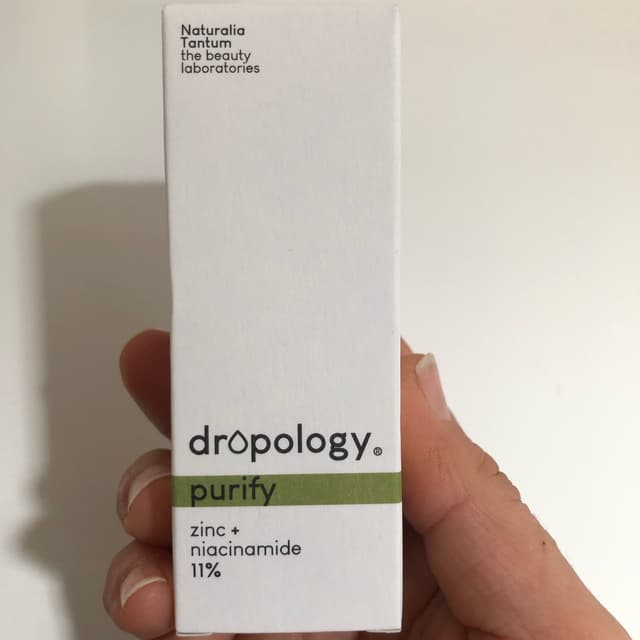 Naturalia
Tantum
the beauty
laboratories
dropology®
purify
zinc +
niacinamide
11%